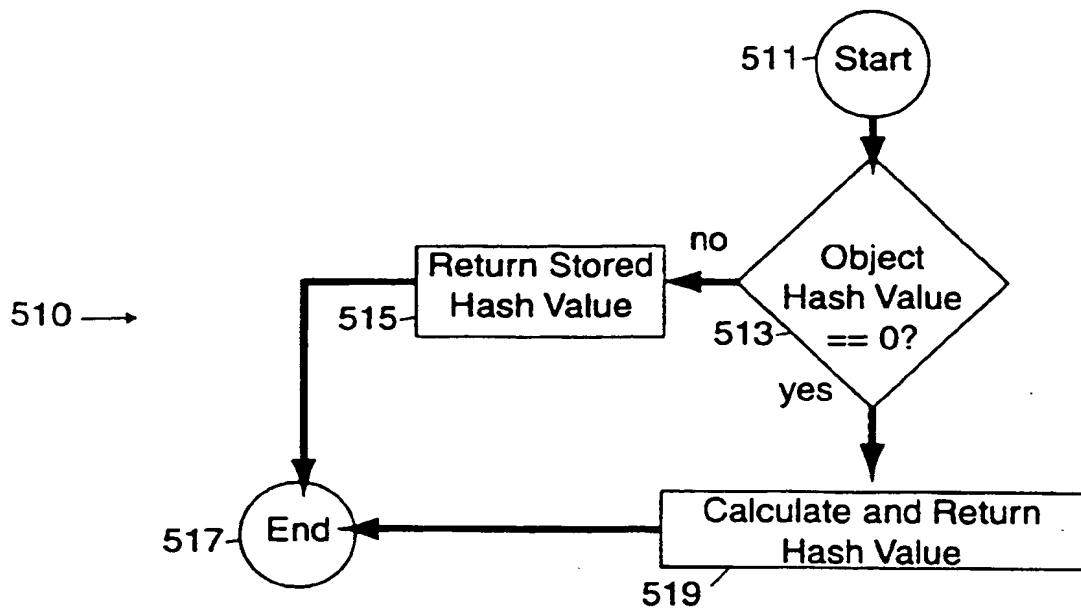 511
Start
no
Object
Hash Value
== 0?
513
Return Stored
Hash Value
515
510
yes
End
517
Calculate and Return
Hash Value
519